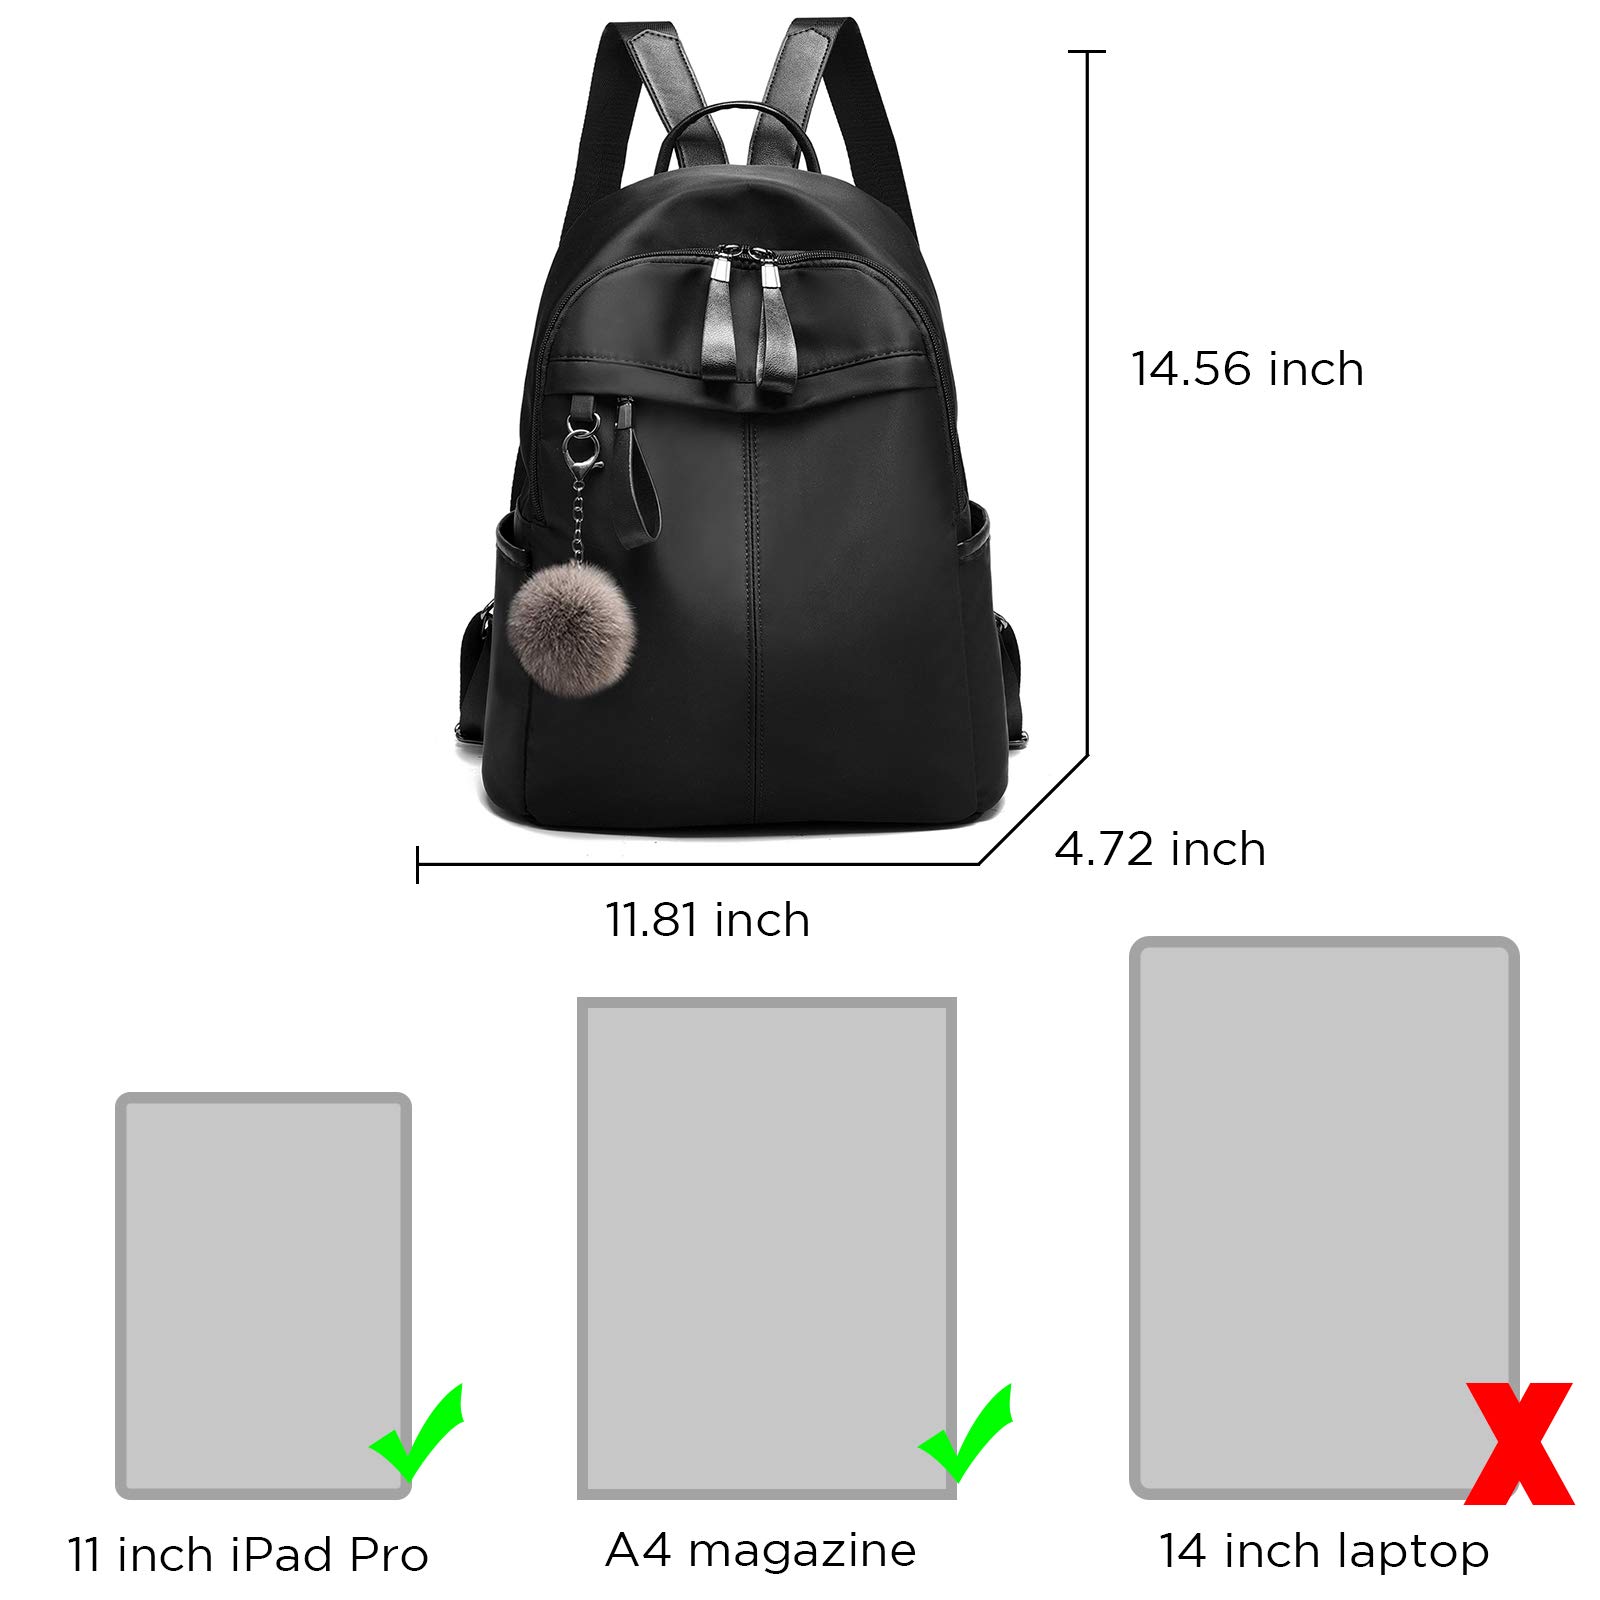 14.56 inch
4.72 inch
11.81 inch
11 inch iPad Pro
A4 magazine
14 inch laptop